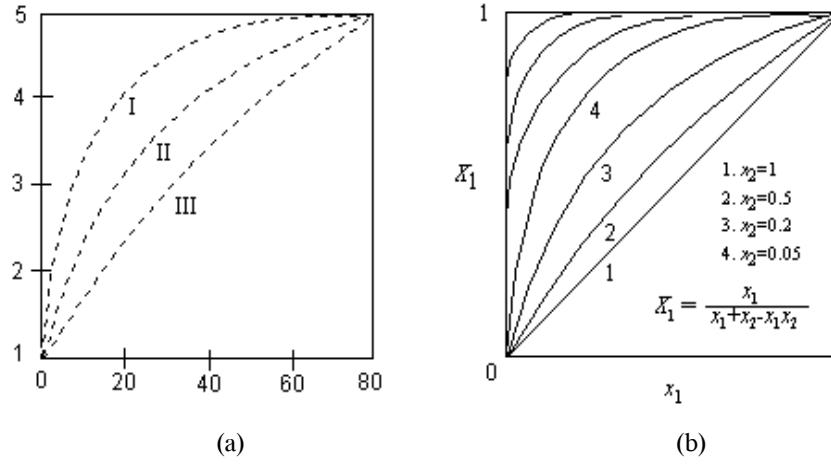 5
4
3
2
1
0 20 40 60 80
I
II
III
(a)
1
X̄₁
0
x₁
4
3
2
1
1. x₂=1
2. x₂=0.5
3. x₂=0.2
4. x₂=0.05
X̄₁ = x₁ / x₁+x₂-x₁x₂
(b)